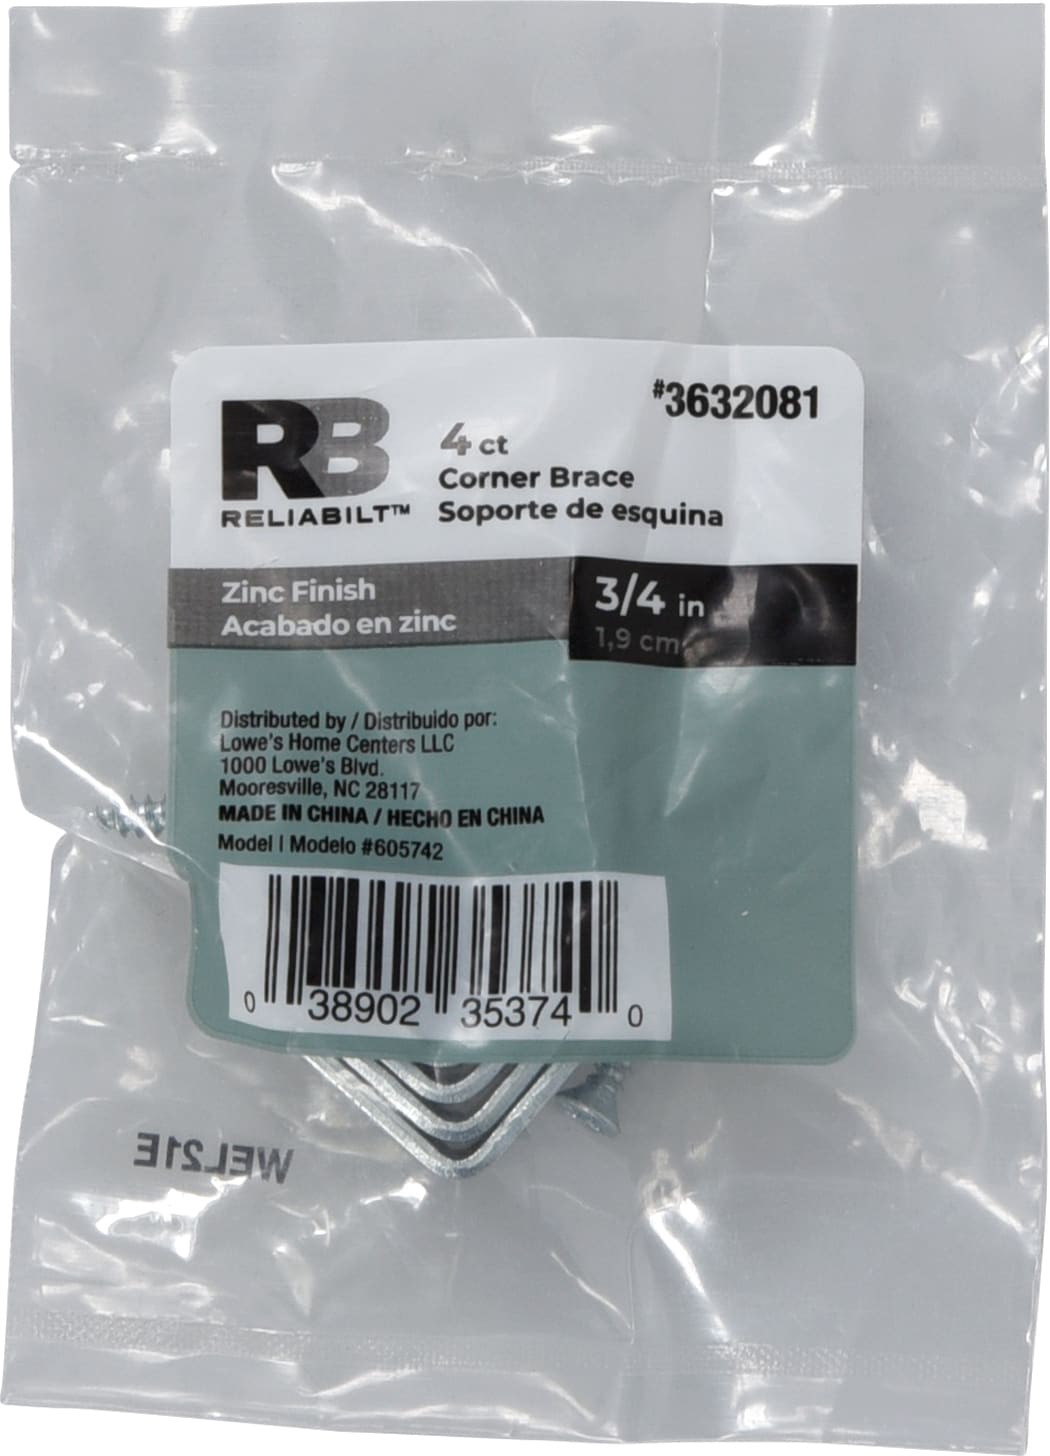 #3632081
RB
RELIABILT™
4 ct
Corner Brace
Soporte de esquina
Zinc Finish
Acabado en zinc
3/4 in
1,9 cm
Distributed by / Distribuido por:
Lowe's Home Centers LLC
1000 Lowe's Blvd.
Mooresville, NC 28117
MADE IN CHINA / HECHO EN CHINA
Model | Modelo #605742
0 38902 35374 0
WEL21E